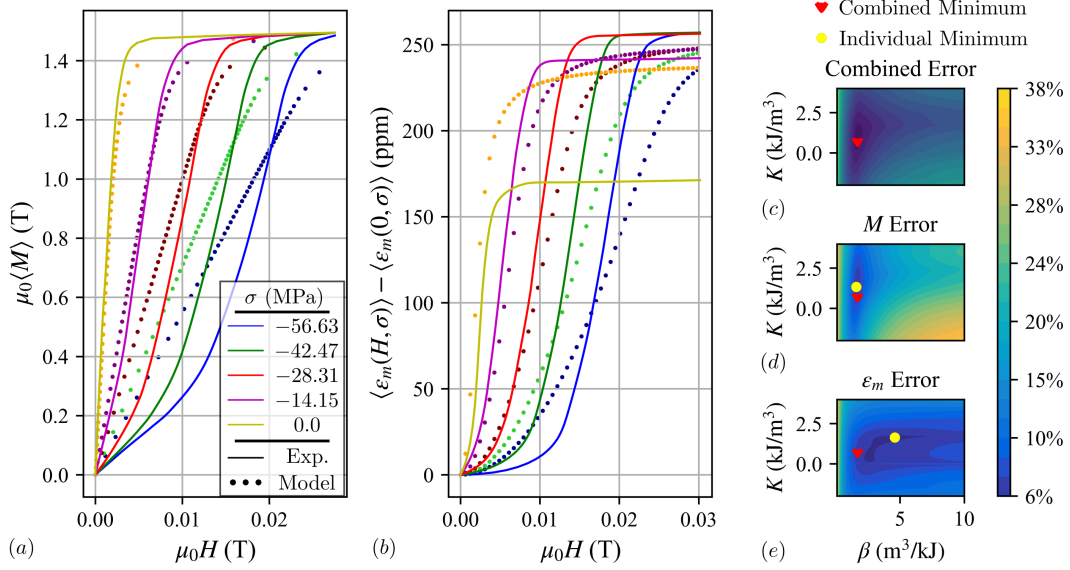 1.4
1.2
1.0
0.8
0.6
0.4
0.2
0.0
μ₀⟨M⟩ (T)
σ (MPa)
−56.63
−42.47
−28.31
−14.15
0.0
Exp.
Model
0.00
0.01
0.02
(a)
μ₀H (T)
250
200
150
100
50
0
⟨ε_m(H, σ)⟩ − ⟨ε_m(0, σ)⟩ (ppm)
0.00
0.01
0.02
0.03
(b)
μ₀H (T)
Combined Minimum
Individual Minimum
Combined Error
2.5
0.0
K (kJ/m³)
(c)
M Error
2.5
0.0
K (kJ/m³)
(d)
ε_m Error
2.5
0.0
K (kJ/m³)
5
10
(e)
β (m³/kJ)
38%
33%
28%
24%
22%
20%
15%
10%
6%